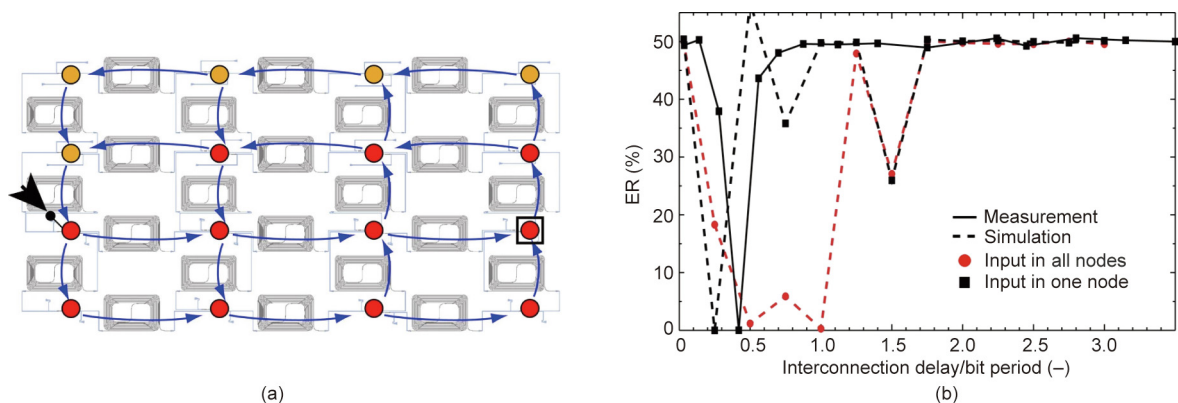 (a)
50
40
30
20
10
0
ER (%)
Measurement
Simulation
Input in all nodes
Input in one node
0 0.5 1.0 1.5 2.0 2.5 3.0
Interconnection delay/bit period (–)
(a)
(b)